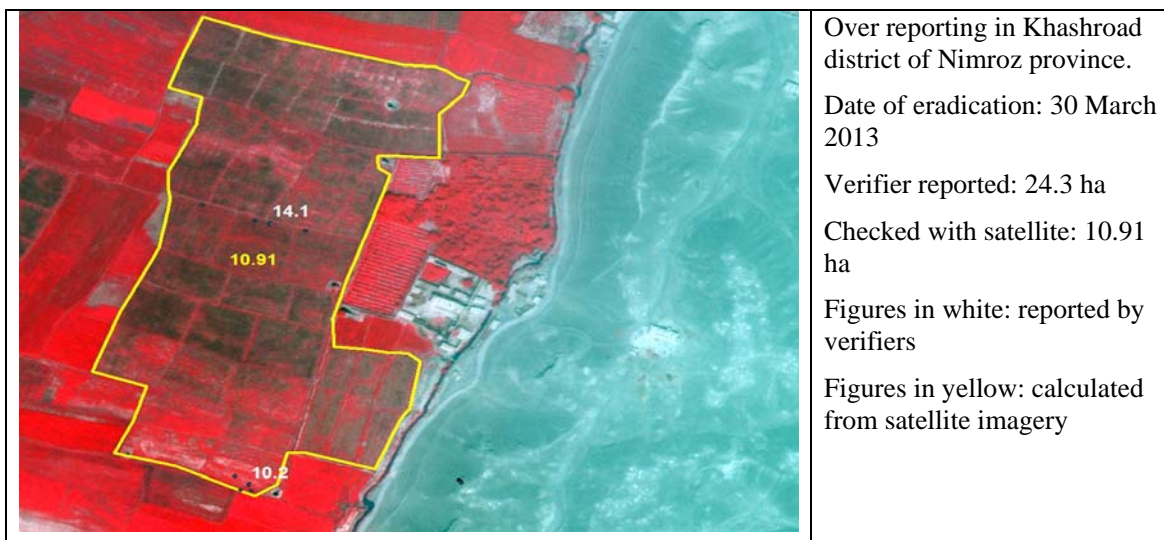 14.1
10.91
10.2
Over reporting in Khashroad
district of Nimroz province.
Date of eradication: 30 March
2013
Verifier reported: 24.3 ha
Checked with satellite: 10.91
ha
Figures in white: reported by
verifiers
Figures in yellow: calculated
from satellite imagery